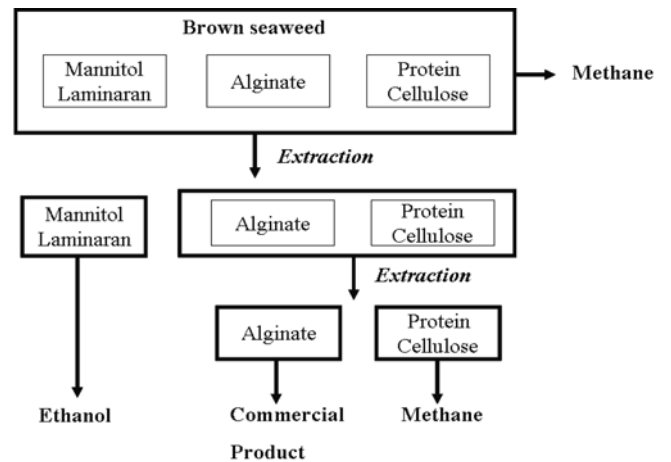 Brown seaweed
Mannitol
Laminaran
Alginate
Protein
Cellulose
Methane
Extraction
Mannitol
Laminaran
Alginate
Protein
Cellulose
Extraction
Alginate
Protein
Cellulose
Ethanol
Commercial
Product
Methane